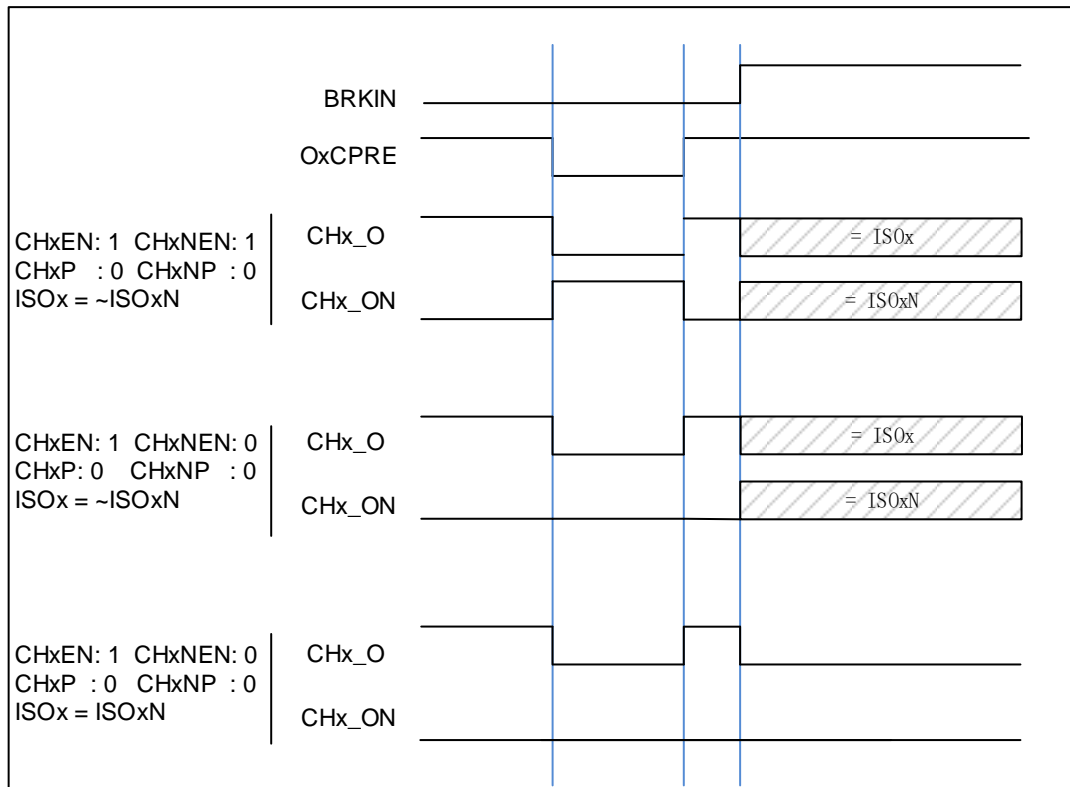 BRKIN
OxCPRE
CHxEN: 1 CHxNEN: 1
CHxP : 0 CHxNP : 0
ISOx = ~ISOxN
CHx_O
= ISOx
CHx_ON
= ISOxN
CHxEN: 1 CHxNEN: 0
CHxP: 0 CHxNP : 0
ISOx = ~ISOxN
CHx_O
= ISOx
CHx_ON
= ISOxN
CHxEN: 1 CHxNEN: 0
CHxP : 0 CHxNP : 0
ISOx = ISOxN
CHx_O
CHx_ON